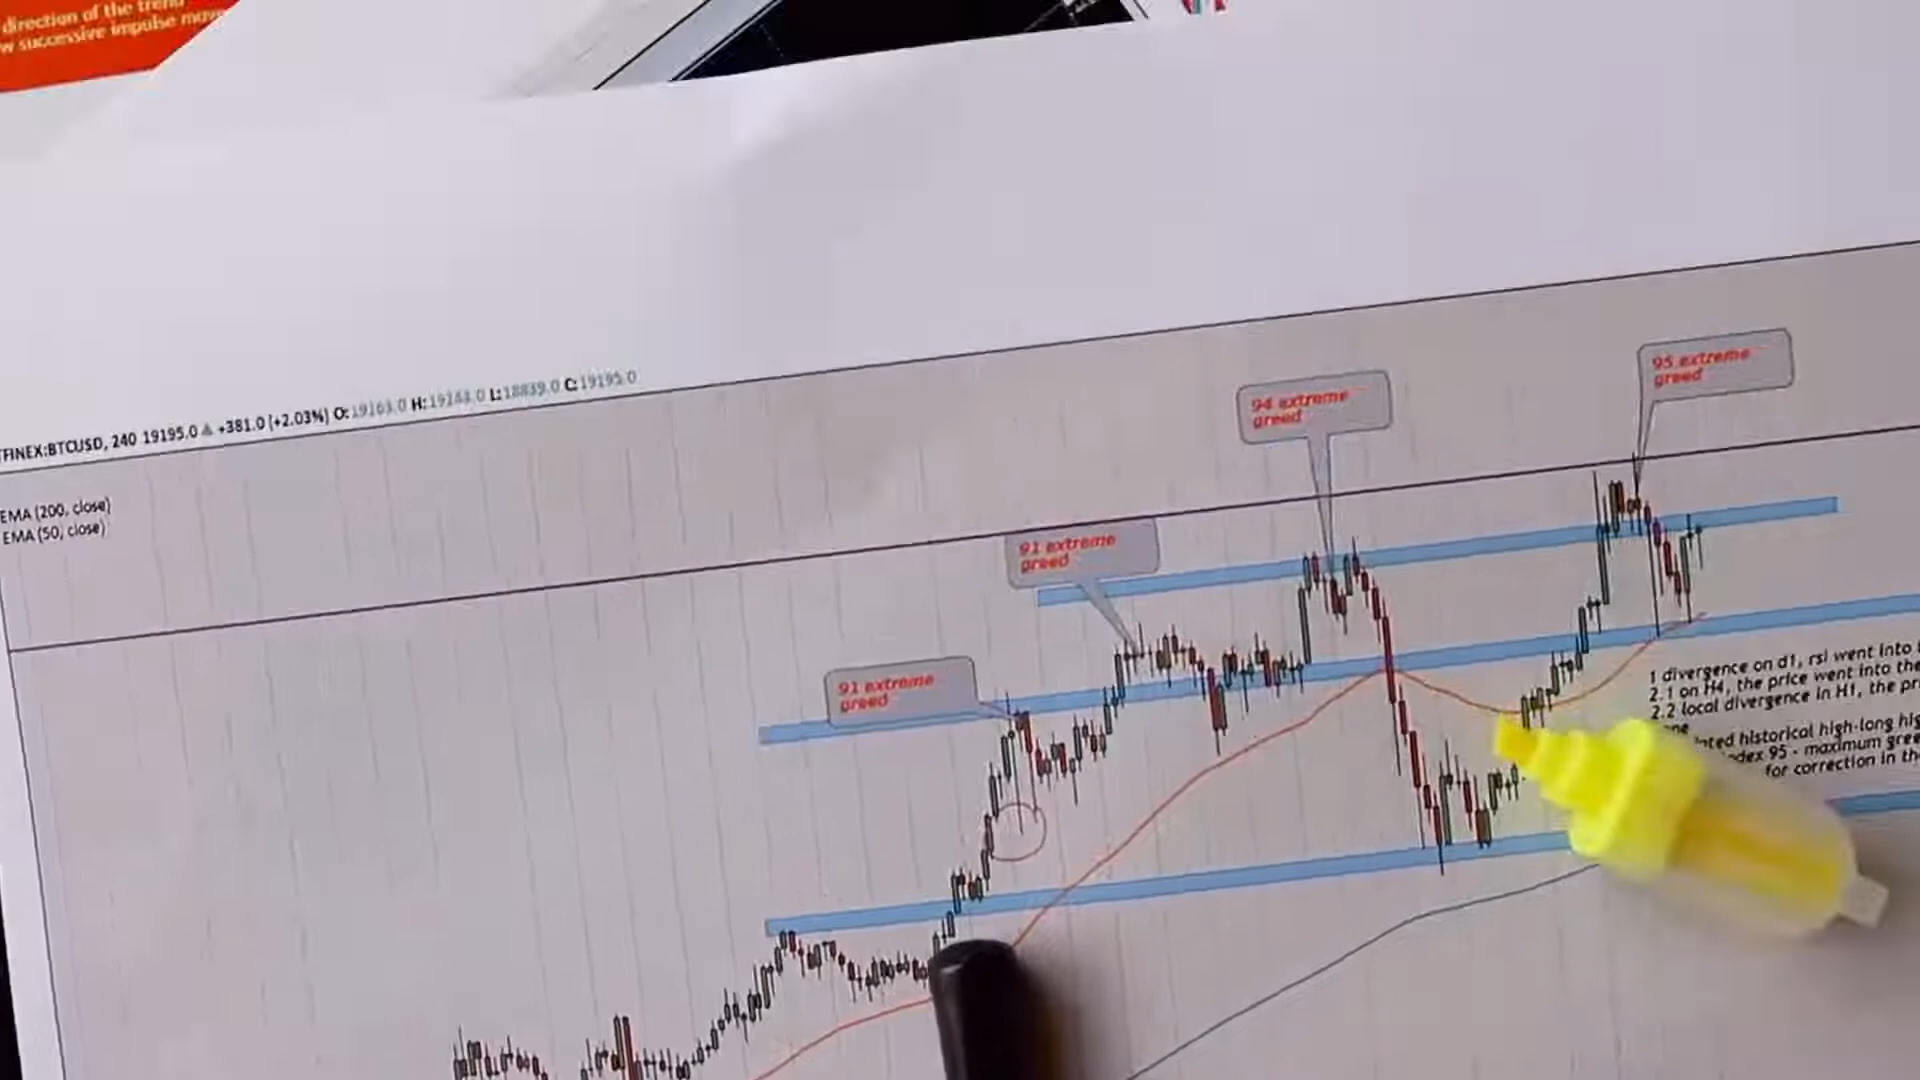 direction of the trend
w successive impulse move
TFINEX:BTCUSD, 240 19195.0 ▲ +381.0 (+2.03%) O:19163.0 H:19243.0 L:18839.0 C:19195.0
EMA (200, close)
EMA (50, close)
95 extreme
greed
94 extreme
greed
91 extreme
greed
91 extreme
greed
1 divergence on d1, rsi went into
2.1 on H4, the price went into the
2.2 local divergence in H1, the pr
historical high-long hig
index 95 - maximum gree
for correction in th